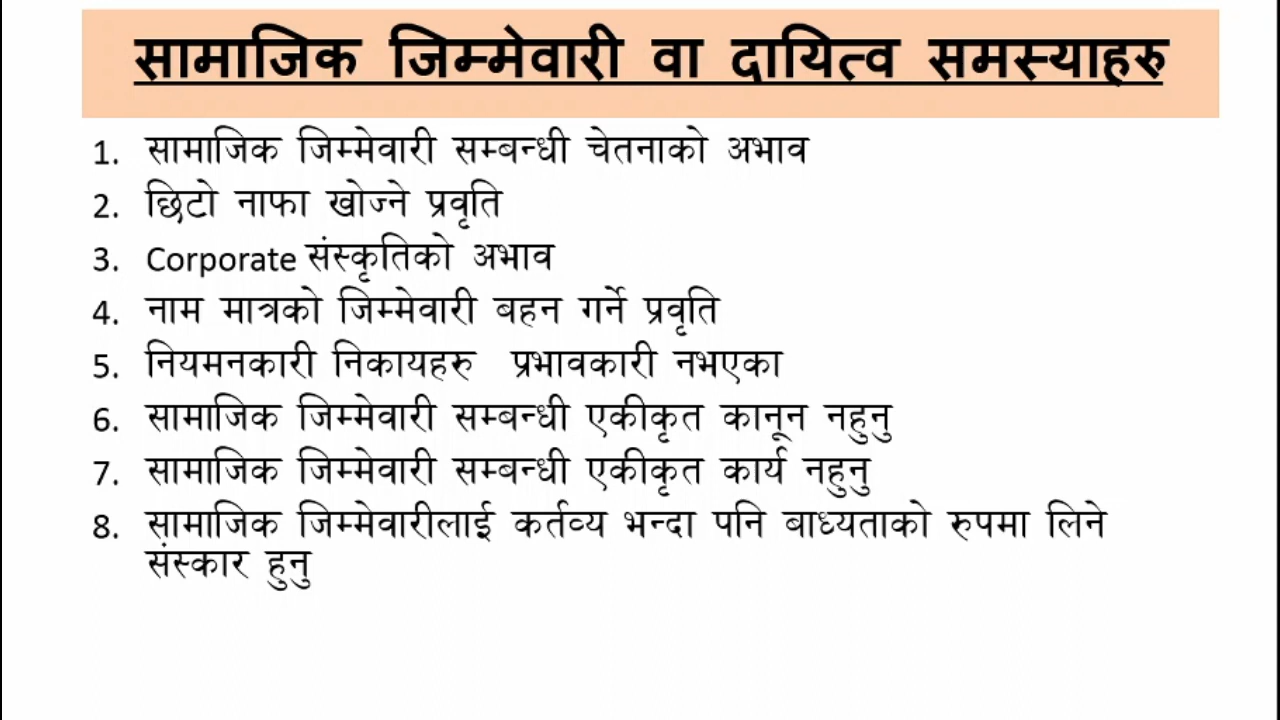 सामाजिक जिम्मेवारी वा दायित्व समस्याहरु
1. सामाजिक जिम्मेवारी सम्बन्धी चेतनाको अभाव
2. छिटो नाफा खोज्ने प्रवृति
3. Corporate संस्कृतिको अभाव
4. नाम मात्रको जिम्मेवारी बहन गर्ने प्रवृति
5. नियमनकारी निकायहरु प्रभावकारी नभएका
6. सामाजिक जिम्मेवारी सम्बन्धी एकीकृत कानून नहुनु
7. सामाजिक जिम्मेवारी सम्बन्धी एकीकृत कार्य नहुनु
8. सामाजिक जिम्मेवारीलाई कर्तव्य भन्दा पनि बाध्यताको रुपमा लिने
संस्कार हुनु